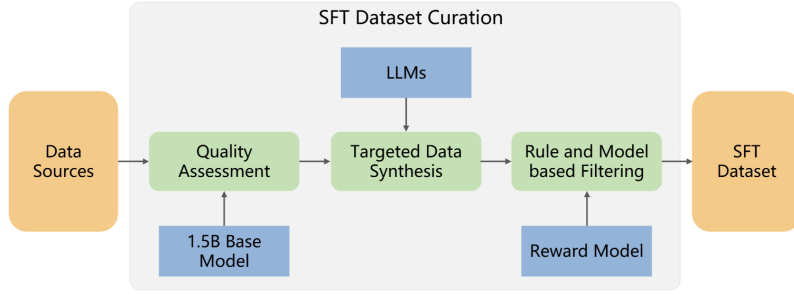 SFT Dataset Curation
LLMs
Data
Sources
Quality
Assessment
Targeted Data
Synthesis
Rule and Model
based Filtering
SFT
Dataset
1.5B Base
Model
Reward Model